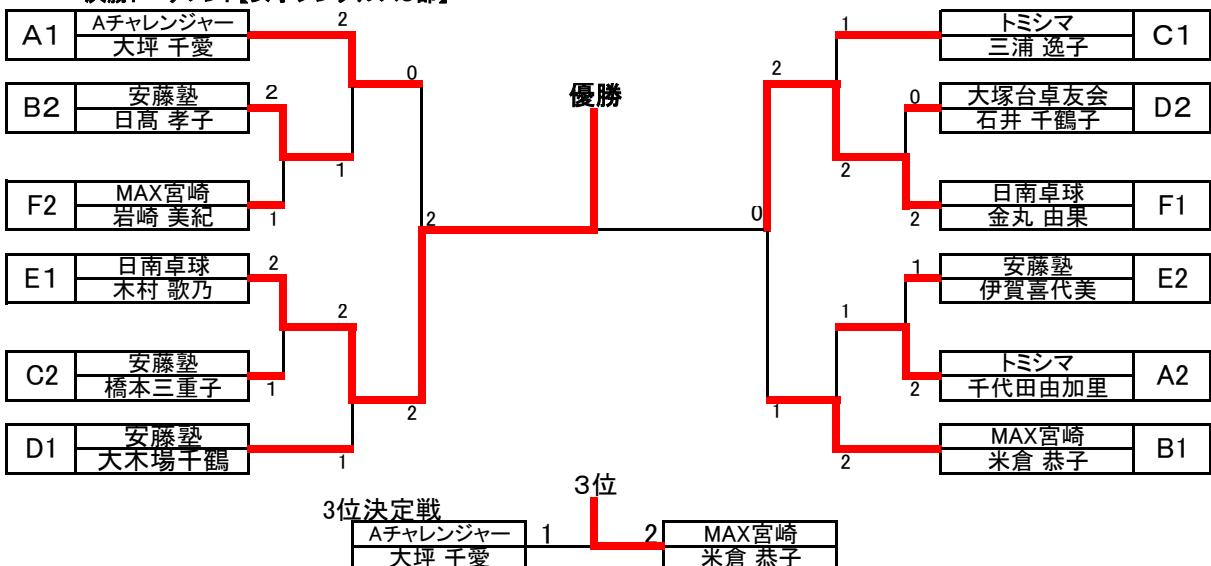 A1
Aチャレンジャー
大坪 千愛
2
0
B2
安藤塾
日髙 孝子
2
1
F2
MAX宮崎
岩崎 美紀
1
2
E1
日南卓球
木村 歌乃
2
2
C2
安藤塾
橋本三重子
1
2
D1
安藤塾
大木場千鶴
1
優勝
1
トミシマ
三浦 逸子
C1
2
0
大塚台卓友会
石井 千鶴子
D2
2
日南卓球
金丸 由果
F1
2
0
1
安藤塾
伊賀喜代美
E2
1
トミシマ
千代田由加里
A2
2
1
MAX宮崎
米倉 恭子
B1
2
3位
3位決定戦
Aチャレンジャー
大坪 千愛
1
2
MAX宮崎
米倉 恭子